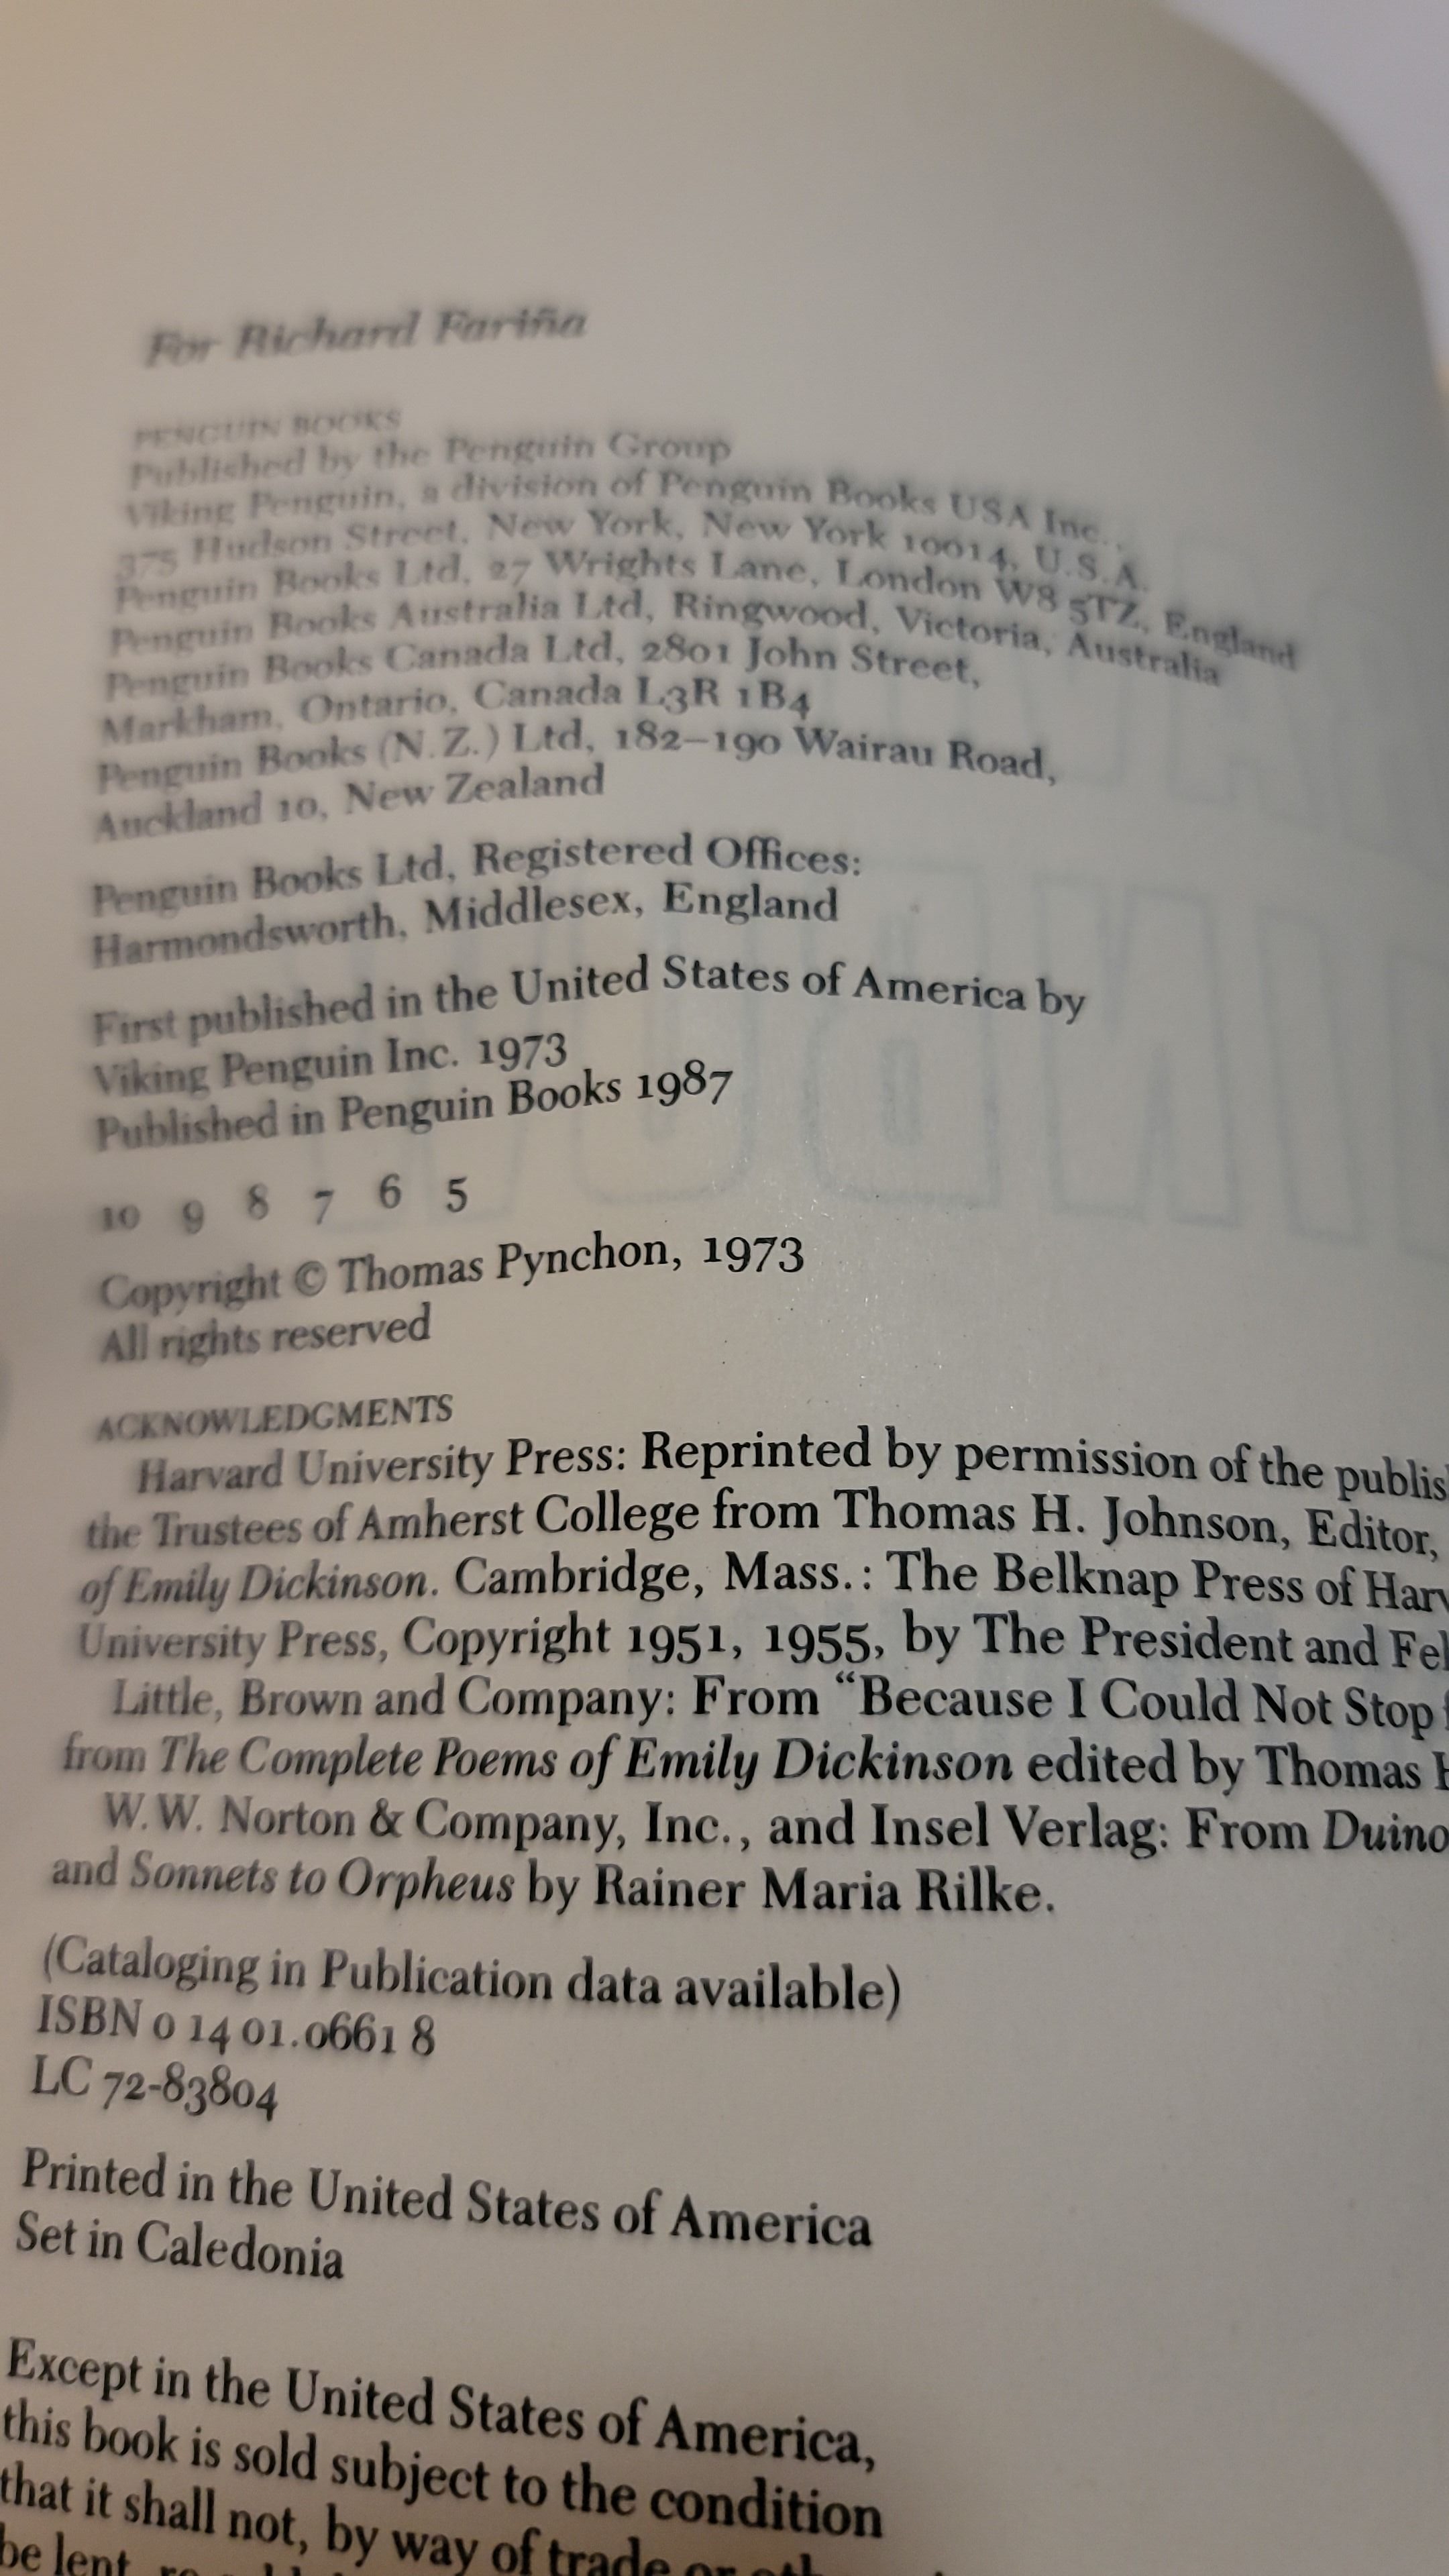 For Richard Fariña
PENGUIN BOOKS
Published by the Penguin Group
Viking Penguin, a division of Penguin Books USA Inc.,
375 Hudson Street, New York, New York 10014, U.S.A.
Penguin Books Ltd, 27 Wrights Lane, London W8 5TZ, England
Penguin Books Australia Ltd, Ringwood, Victoria, Australia
Penguin Books Canada Ltd, 2801 John Street,
Markham, Ontario, Canada L3R 1B4
Penguin Books (N.Z.) Ltd, 182–190 Wairau Road,
Auckland 10, New Zealand
Penguin Books Ltd, Registered Offices:
Harmondsworth, Middlesex, England
First published in the United States of America by
Viking Penguin Inc. 1973
Published in Penguin Books 1987
10 9 8 7 6 5
Copyright © Thomas Pynchon, 1973
All rights reserved
ACKNOWLEDGMENTS
Harvard University Press: Reprinted by permission of the publis
the Trustees of Amherst College from Thomas H. Johnson, Editor,
of Emily Dickinson. Cambridge, Mass.: The Belknap Press of Harv
University Press, Copyright 1951, 1955, by The President and Fel
Little, Brown and Company: From “Because I Could Not Stop
from The Complete Poems of Emily Dickinson edited by Thomas H
W.W. Norton & Company, Inc., and Insel Verlag: From Duino
and Sonnets to Orpheus by Rainer Maria Rilke.
(Cataloging in Publication data available)
ISBN 0 14 01.0661 8
LC 72-83804
Printed in the United States of America
Set in Caledonia
Except in the United States of America,
this book is sold subject to the condition
that it shall not, by way of trade or
be lent,